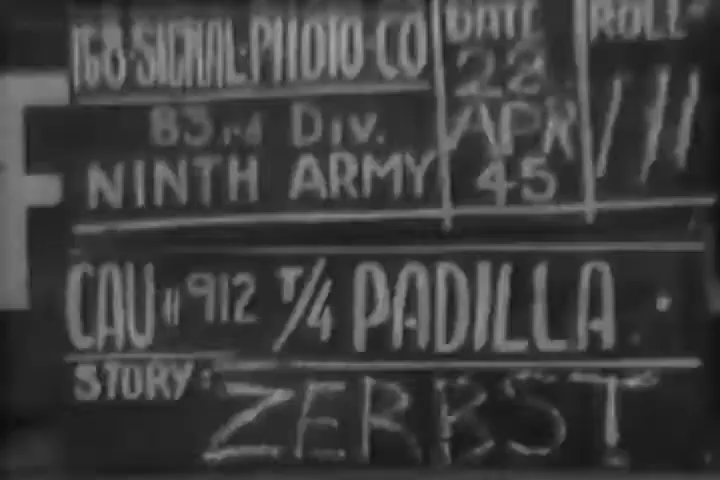 168·SIGNAL·PHOTO·CO
DATE
ROLL
83rd Div.
NINTH ARMY
22
APR
45
III
CAU#912 T/4 PADILLA.
STORY:
ZERBST